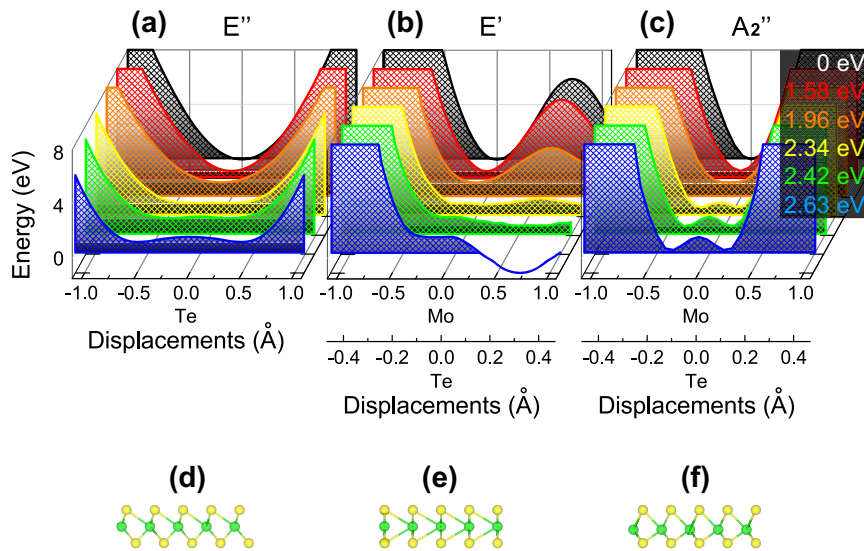 (a) (b) (c)
E’’ E’ A₂’’
0 eV
1.58 eV
1.96 eV
2.34 eV
2.42 eV
2.63 eV
Energy (eV)
8
4
0
-1.0 -0.5 0.0 0.5 1.0 -1.0 -0.5 0.0 0.5 1.0 -1.0 -0.5 0.0 0.5 1.0
Te Mo Mo
Displacements (Å)
-0.4 -0.2 0.0 0.2 0.4 -0.4 -0.2 0.0 0.2 0.4
Te Te
Displacements (Å) Displacements (Å)
(d) (e) (f)